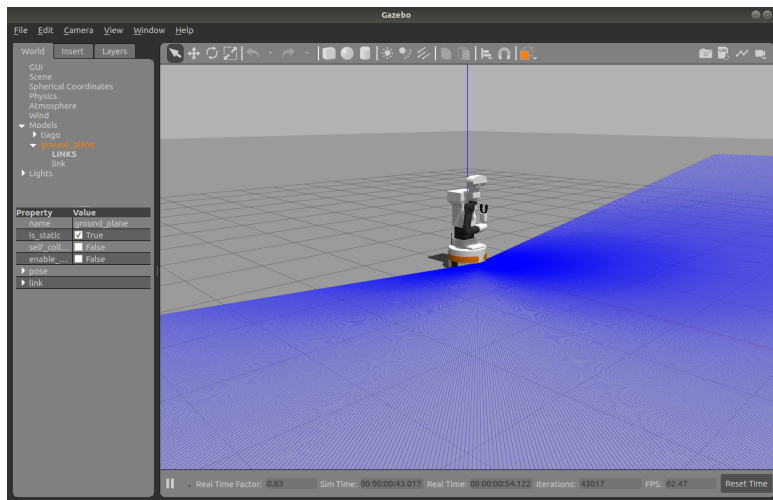 Gazebo
File Edit Camera View Window Help
World Insert Layers
GUI
Scene
Spherical Coordinates
Physics
Atmosphere
Wind
Models
tiago
ground_plane
LINKS
link
Lights
Property Value
name ground_plane
is_static True
self_coll... False
enable_... False
pose
link
Real Time Factor: 0.83 Sim Time: 00 00:00:43.017 Real Time: 00 00:00:54.122 Iterations: 43017 FPS: 62.47 Reset Time